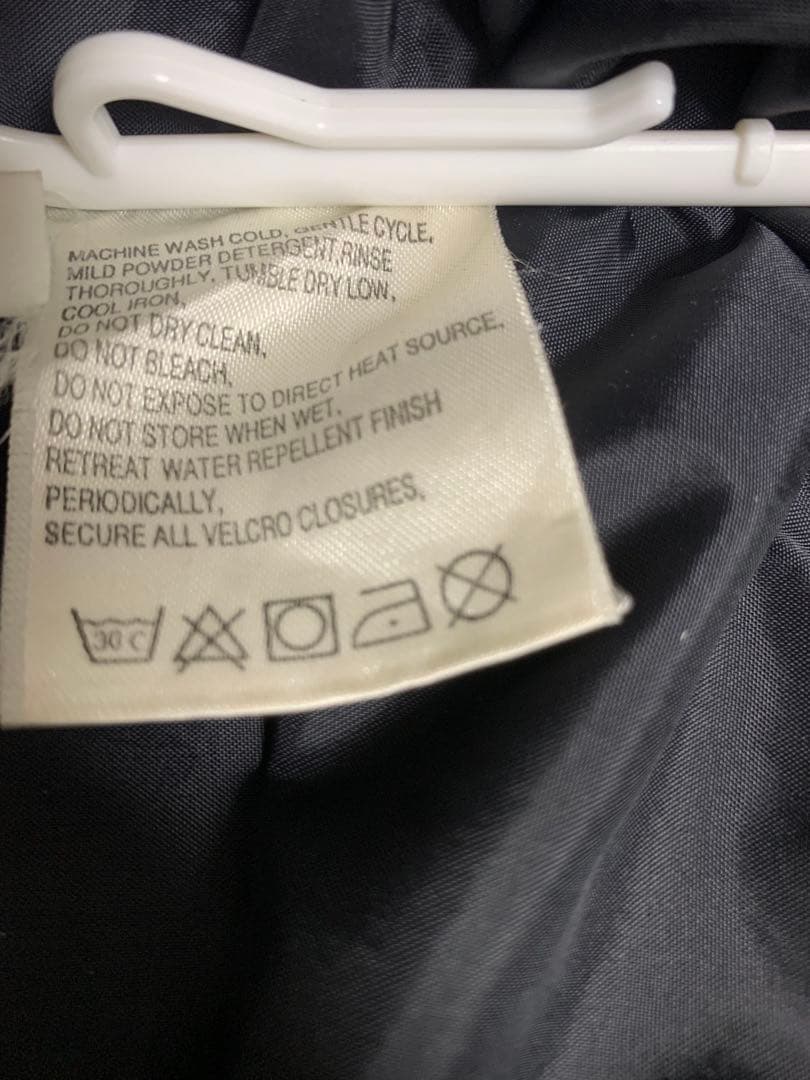 MACHINE WASH COLD, GENTLE CYCLE,
MILD POWDER DETERGENT,RINSE
THOROUGHLY, TUMBLE DRY LOW,
COOL IRON,
DO NOT DRY CLEAN,
DO NOT BLEACH,
DO NOT EXPOSE TO DIRECT HEAT SOURCE,
DO NOT STORE WHEN WET,
RETREAT WATER REPELLENT FINISH
PERIODICALLY,
SECURE ALL VELCRO CLOSURES,
30 C